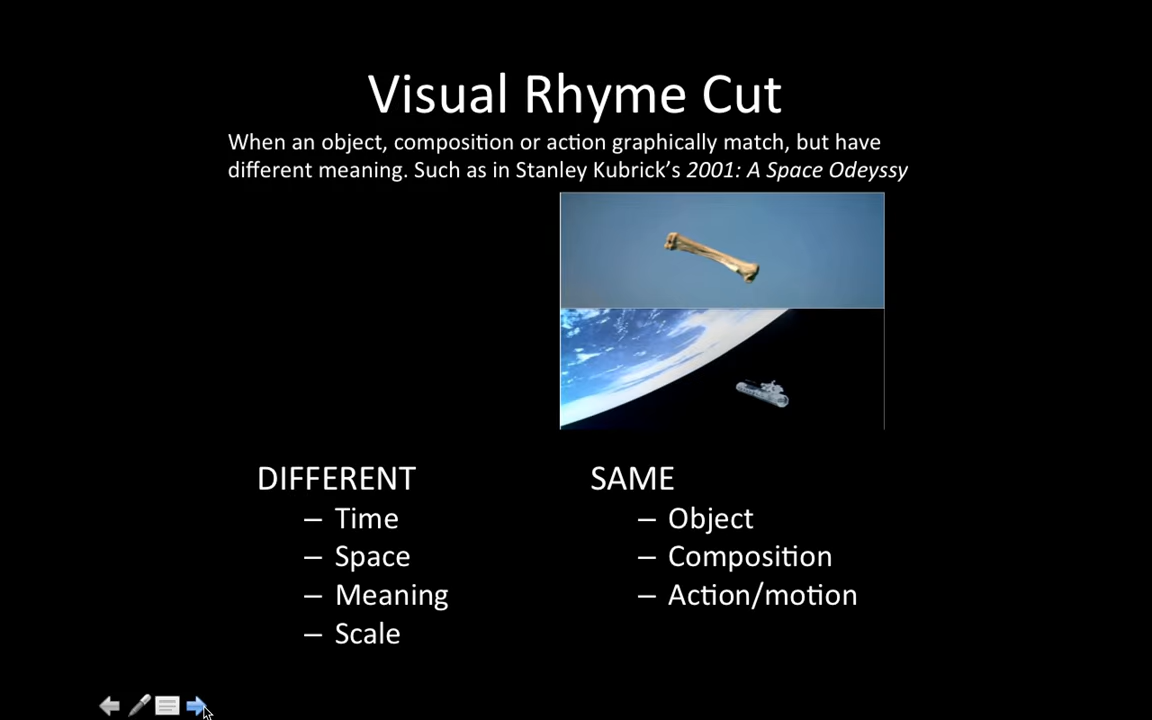 Visual Rhyme Cut
When an object, composition or action graphically match, but have
different meaning. Such as in Stanley Kubrick’s 2001: A Space Odeyssy
DIFFERENT
– Time
– Space
– Meaning
– Scale
SAME
– Object
– Composition
– Action/motion